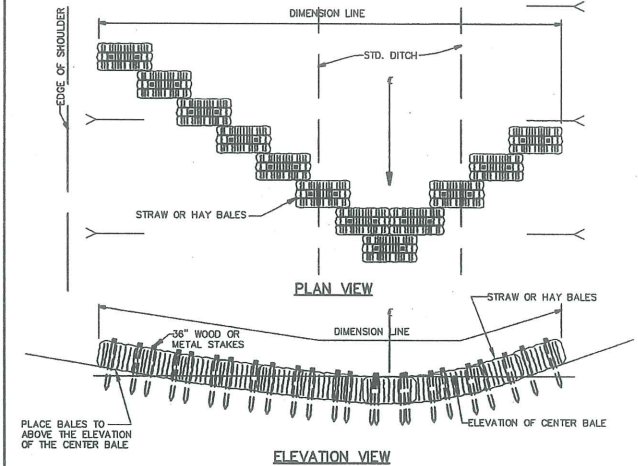 DIMENSION LINE
EDGE OF SHOULDER
STD. DITCH
℄
STRAW OR HAY BALES
PLAN VIEW
℄
STRAW OR HAY BALES
36" WOOD OR
METAL STAKES
DIMENSION LINE
PLACE BALES TO
ABOVE THE ELEVATION
OF THE CENTER BALE
ELEVATION OF CENTER BALE
ELEVATION VIEW